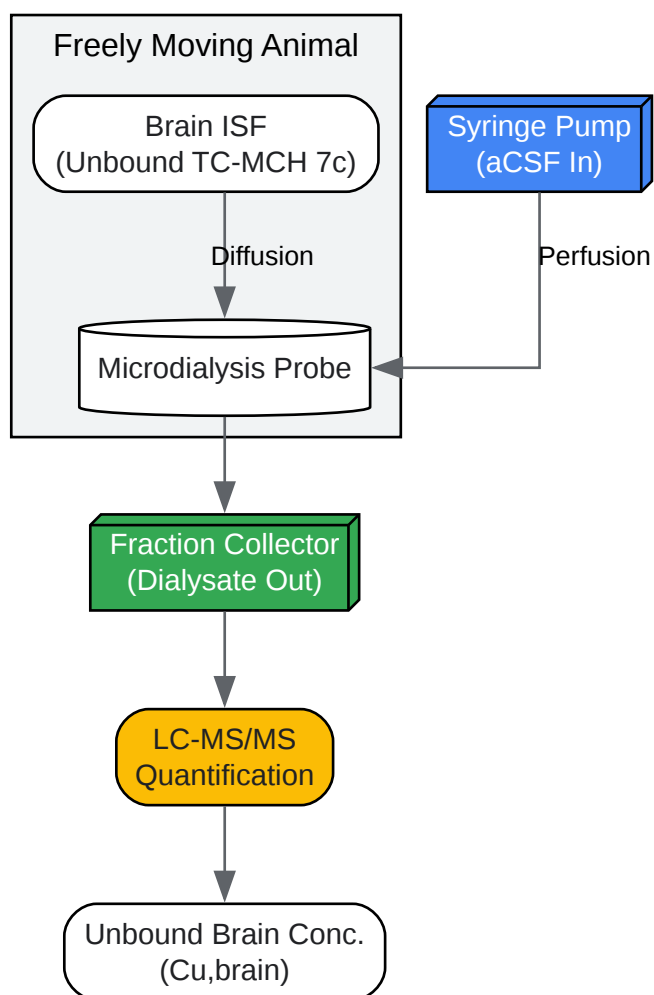 Freely Moving Animal
Brain ISF
(Unbound TC-MCH 7c)
Syringe Pump
(aCSF In)
Diffusion
Perfusion
Microdialysis Probe
Fraction Collector
(Dialysate Out)
LC-MS/MS
Quantification
Unbound Brain Conc.
(Cu,brain)